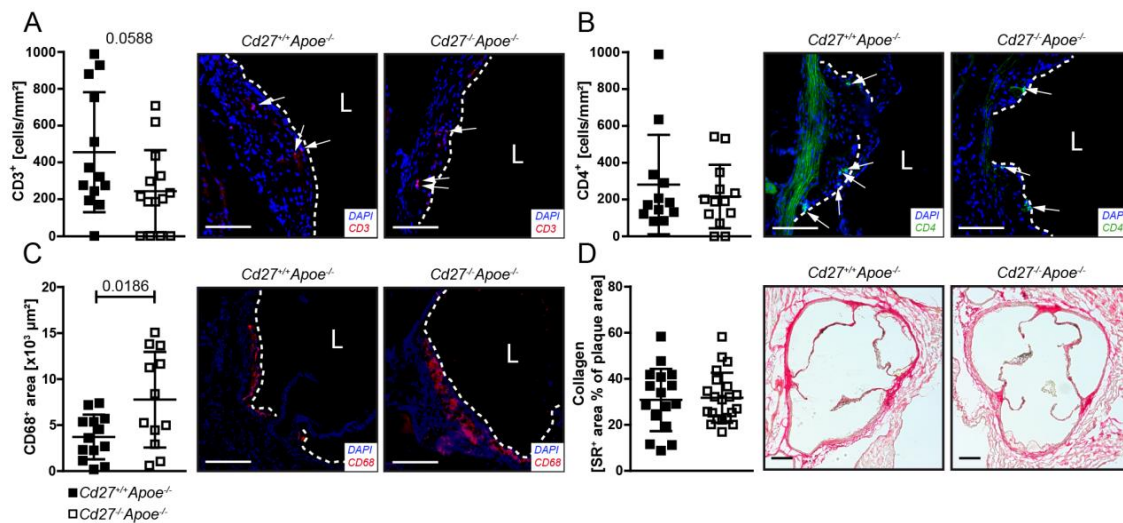 A
0.0588
CD3⁺ [cells/mm²]
1000
800
600
400
200
0
Cd27⁺/⁺Apoe⁻/⁻
Cd27⁻/⁻Apoe⁻/⁻
L
L
DAPI
CD3
DAPI
CD3
B
CD4⁺ [cells/mm²]
1000
800
600
400
200
0
Cd27⁺/⁺Apoe⁻/⁻
Cd27⁻/⁻Apoe⁻/⁻
L
L
DAPI
CD4
DAPI
CD4
C
0.0186
CD68⁺ area [x10³ µm²]
20
15
10
5
0
Cd27⁺/⁺Apoe⁻/⁻
Cd27⁻/⁻Apoe⁻/⁻
L
L
DAPI
CD68
DAPI
CD68
Cd27⁺/⁺Apoe⁻/⁻
Cd27⁻/⁻Apoe⁻/⁻
D
Collagen
[SR⁺ area % of plaque area]
80
60
40
20
0
Cd27⁺/⁺Apoe⁻/⁻
Cd27⁻/⁻Apoe⁻/⁻